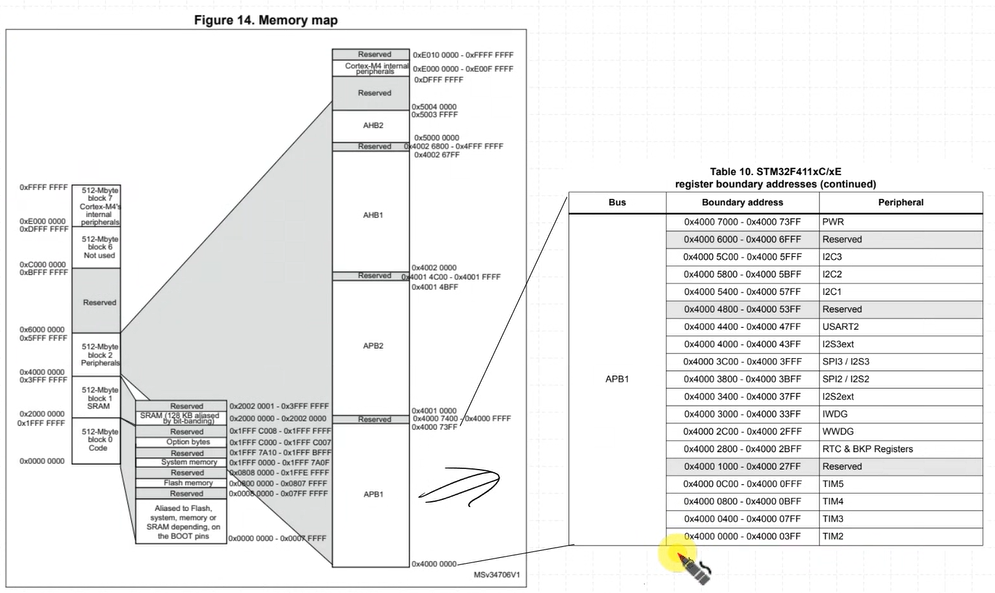 Figure 14. Memory map
0xFFFF FFFF
512-Mbyte
block 7
Cortex-M4's
internal
peripherals
0xE000 0000
0xDFFF FFFF
512-Mbyte
block 6
Not used
0xC000 0000
0xBFFF FFFF
Reserved
0x6000 0000
0x5FFF FFFF
512-Mbyte
block 2
Peripherals
0x4000 0000
0x3FFF FFFF
512-Mbyte
block 1
SRAM
0x2000 0000
0x1FFF FFFF
512-Mbyte
block 0
Code
0x0000 0000
Reserved 0x2002 0001 - 0x3FFF FFFF
SRAM (128 KB aliased
by bit-banding) 0x2000 0000 - 0x2002 0000
Reserved 0x1FFF C008 - 0x1FFF FFFF
Option bytes 0x1FFF C000 - 0x1FFF C007
Reserved 0x1FFF 7A10 - 0x1FFF BFFF
System memory 0x1FFF 0000 - 0x1FFF 7A0F
Reserved 0x0808 0000 - 0x1FFE FFFF
Flash memory 0x0800 0000 - 0x0807 FFFF
Reserved 0x0008 0000 - 0x07FF FFFF
Aliased to Flash,
system, memory or
SRAM depending, on
the BOOT pins
0x0000 0000 - 0x0007 FFFF
Reserved 0xE010 0000 - 0xFFFF FFFF
Cortex-M4 internal
peripherals 0xE000 0000 - 0xE00F FFFF
0xDFFF FFFF
Reserved
0x5004 0000
0x5003 FFFF
AHB2
0x5000 0000
Reserved 0x4002 6800 - 0x4FFF FFFF
0x4002 67FF
AHB1
0x4002 0000
Reserved 0x4001 4C00 - 0x4001 FFFF
0x4001 4BFF
APB2
0x4001 0000
Reserved 0x4000 7400 - 0x4000 FFFF
0x4000 73FF
APB1
0x4000 0000
MSv34706V1
Table 10. STM32F411xC/xE
register boundary addresses (continued)
Bus Boundary address Peripheral
APB1
0x4000 7000 - 0x4000 73FF PWR
0x4000 6000 - 0x4000 6FFF Reserved
0x4000 5C00 - 0x4000 5FFF I2C3
0x4000 5800 - 0x4000 5BFF I2C2
0x4000 5400 - 0x4000 57FF I2C1
0x4000 4800 - 0x4000 53FF Reserved
0x4000 4400 - 0x4000 47FF USART2
0x4000 4000 - 0x4000 43FF I2S3ext
0x4000 3C00 - 0x4000 3FFF SPI3 / I2S3
0x4000 3800 - 0x4000 3BFF SPI2 / I2S2
0x4000 3400 - 0x4000 37FF I2S2ext
0x4000 3000 - 0x4000 33FF IWDG
0x4000 2C00 - 0x4000 2FFF WWDG
0x4000 2800 - 0x4000 2BFF RTC & BKP Registers
0x4000 1000 - 0x4000 27FF Reserved
0x4000 0C00 - 0x4000 0FFF TIM5
0x4000 0800 - 0x4000 0BFF TIM4
0x4000 0400 - 0x4000 07FF TIM3
0x4000 0000 - 0x4000 03FF TIM2